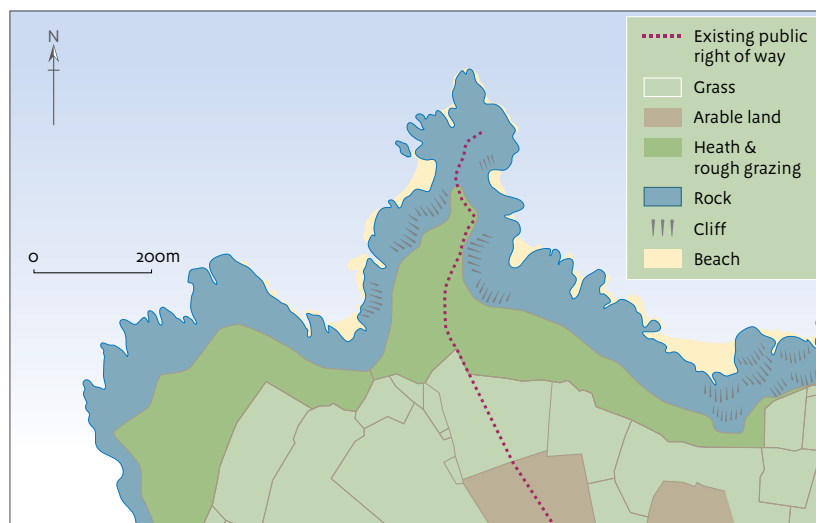 N
0 200m
Existing public
right of way
Grass
Arable land
Heath &
rough grazing
Rock
Cliff
Beach